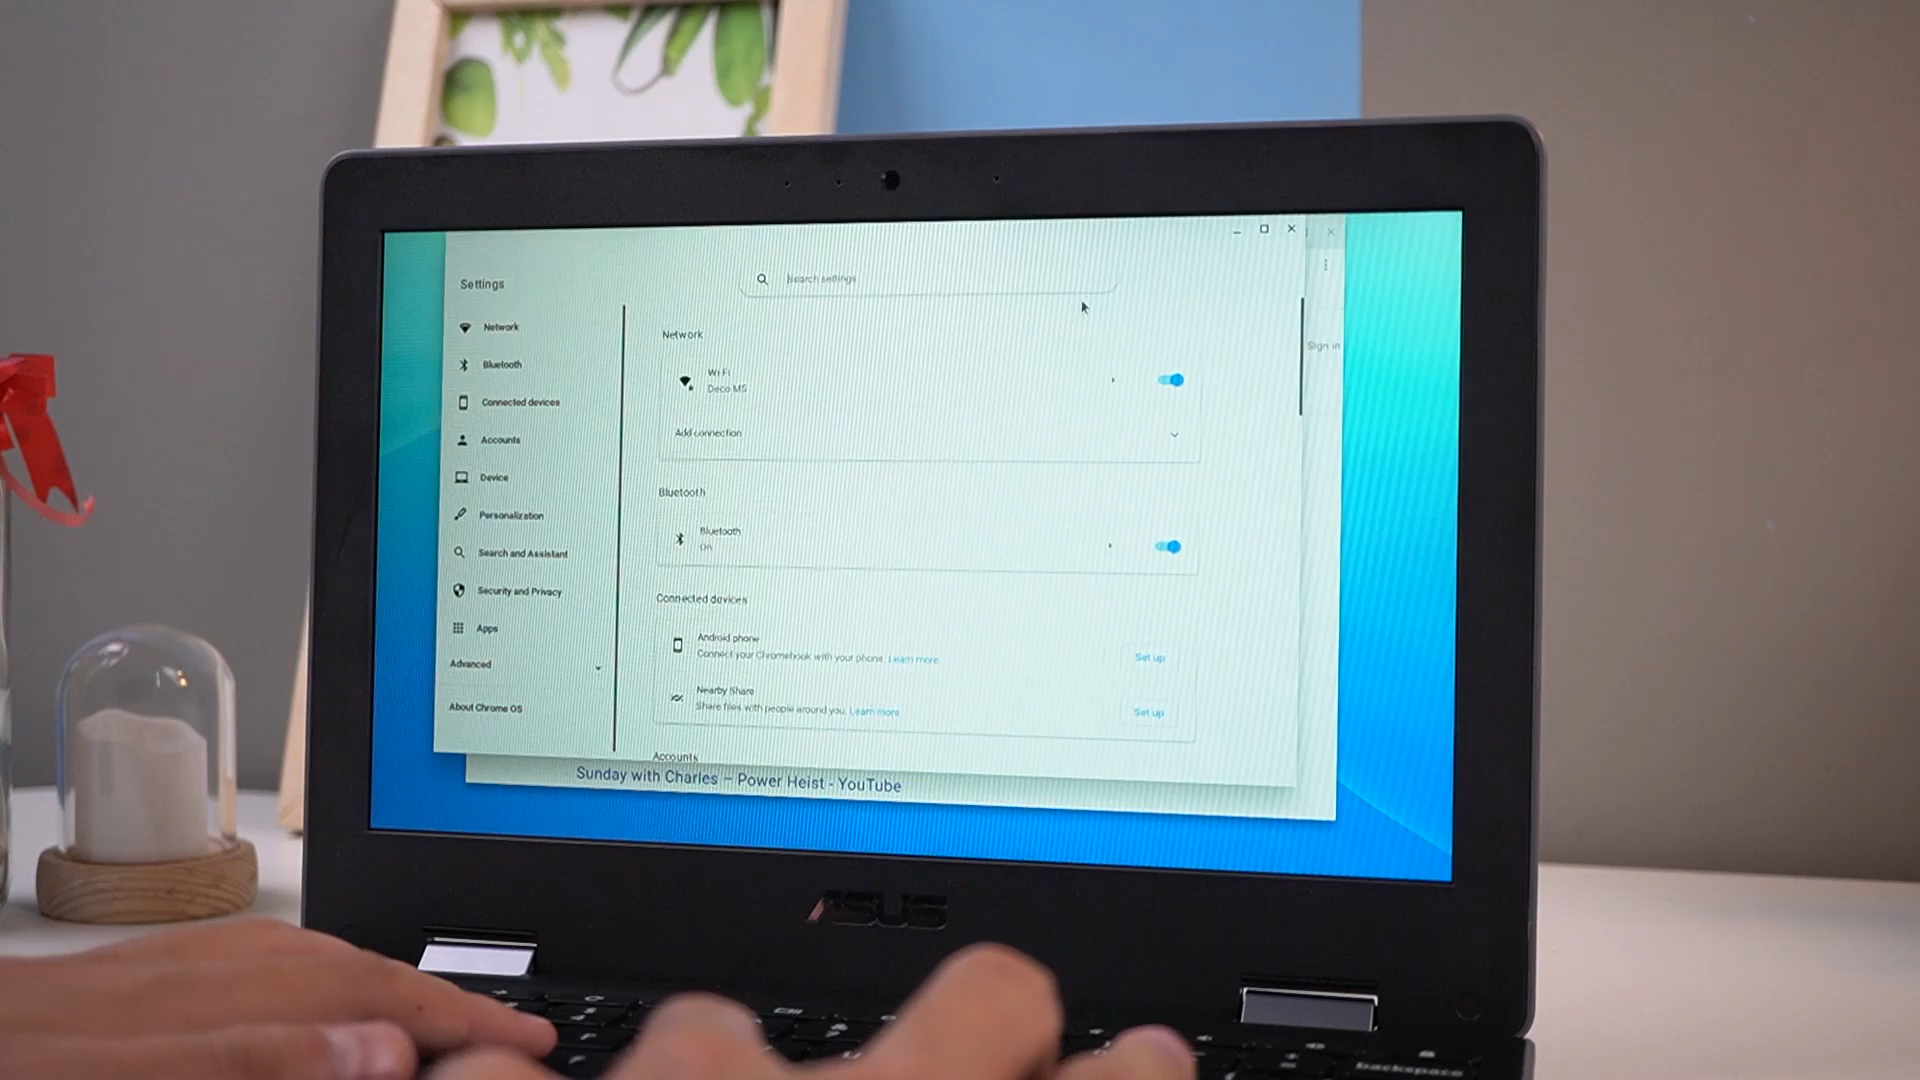 Settings
Search settings
Network
Bluetooth
Connected devices
Accounts
Device
Personalization
Search and Assistant
Security and Privacy
Apps
Advanced
About Chrome OS
Network
Wi-Fi
Deco M5
Add connection
Bluetooth
Bluetooth
On
Connected devices
Android phone
Connect your Chromebook with your phone. Learn more
Set up
Nearby Share
Share files with people around you. Learn more
Set up
Accounts
Sign in
Sunday with Charles – Power Heist - YouTube
ASUS
backspace